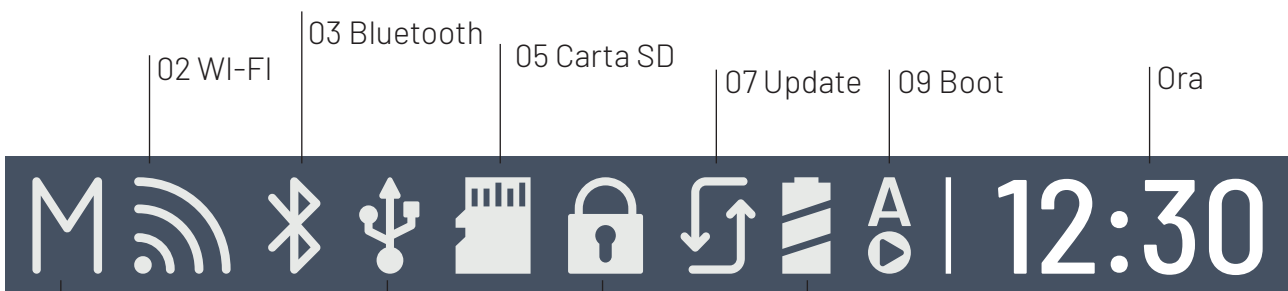 03 Bluetooth
02 WI-FI
05 Carta SD
07 Update
09 Boot
Ora
M
A
12:30